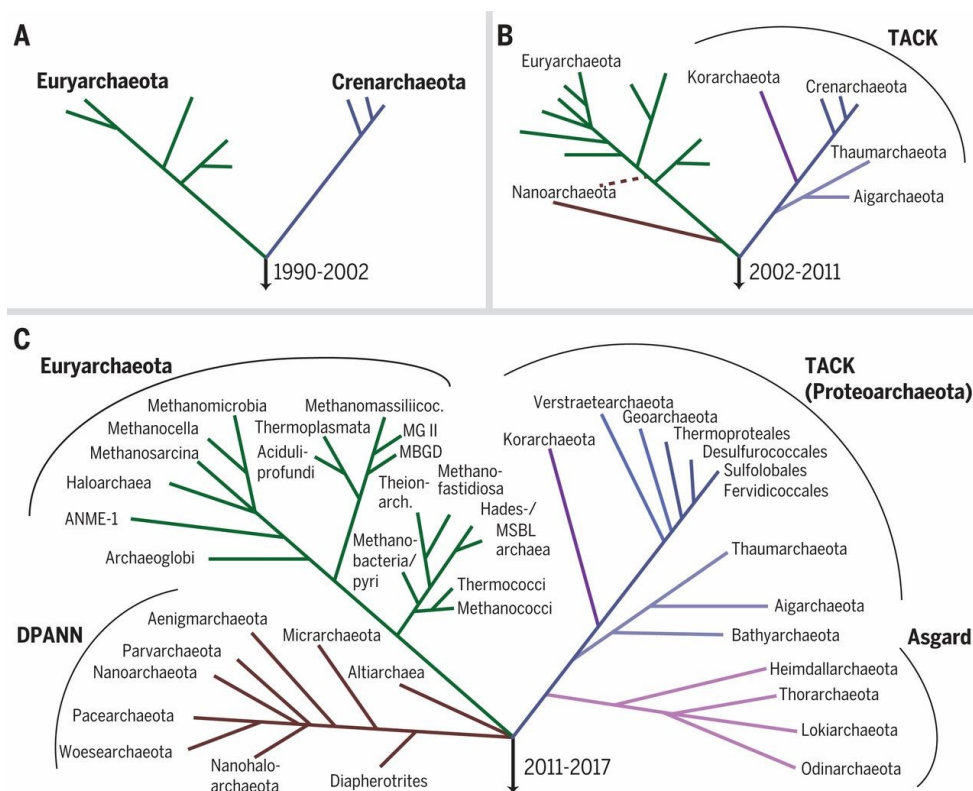 A
Euryarchaeota
Crenarchaeota
1990-2002
B
TACK
Euryarchaeota
Korarchaeota
Crenarchaeota
Thaumarchaeota
Nanoarchaeota
Aigarchaeota
2002-2011
C
Euryarchaeota
TACK
(Proteoarchaeota)
Methanomicrobia
Methanocella
Methanosarcina
Haloarchaea
ANME-1
Archaeoglobi
Methanomassiliicoc.
Thermoplasmata
MG II
Aciduli-
profundi
MBGD
Theion-
arch.
Methano-
fastidiosa
Hades-/
MSBL
archaea
Methano-
bacteria/
pyri
Thermococci
Methanococci
Verstraetearchaeota
Geoarchaeota
Korarchaeota
Thermoproteales
Desulfurococcales
Sulfolobales
Fervidicoccales
Thaumarchaeota
Aigarchaeota
Bathyarchaeota
DPANN
Aenigmarchaeota
Micrarchaeota
Parvarchaeota
Nanoarchaeota
Altiarchaea
Pacearchaeota
Woesearchaeota
Nanohalo-
archaeota
Diapherotrites
Asgard
Heimdallarchaeota
Thorarchaeota
Lokiarchaeota
Odinarchaeota
2011-2017